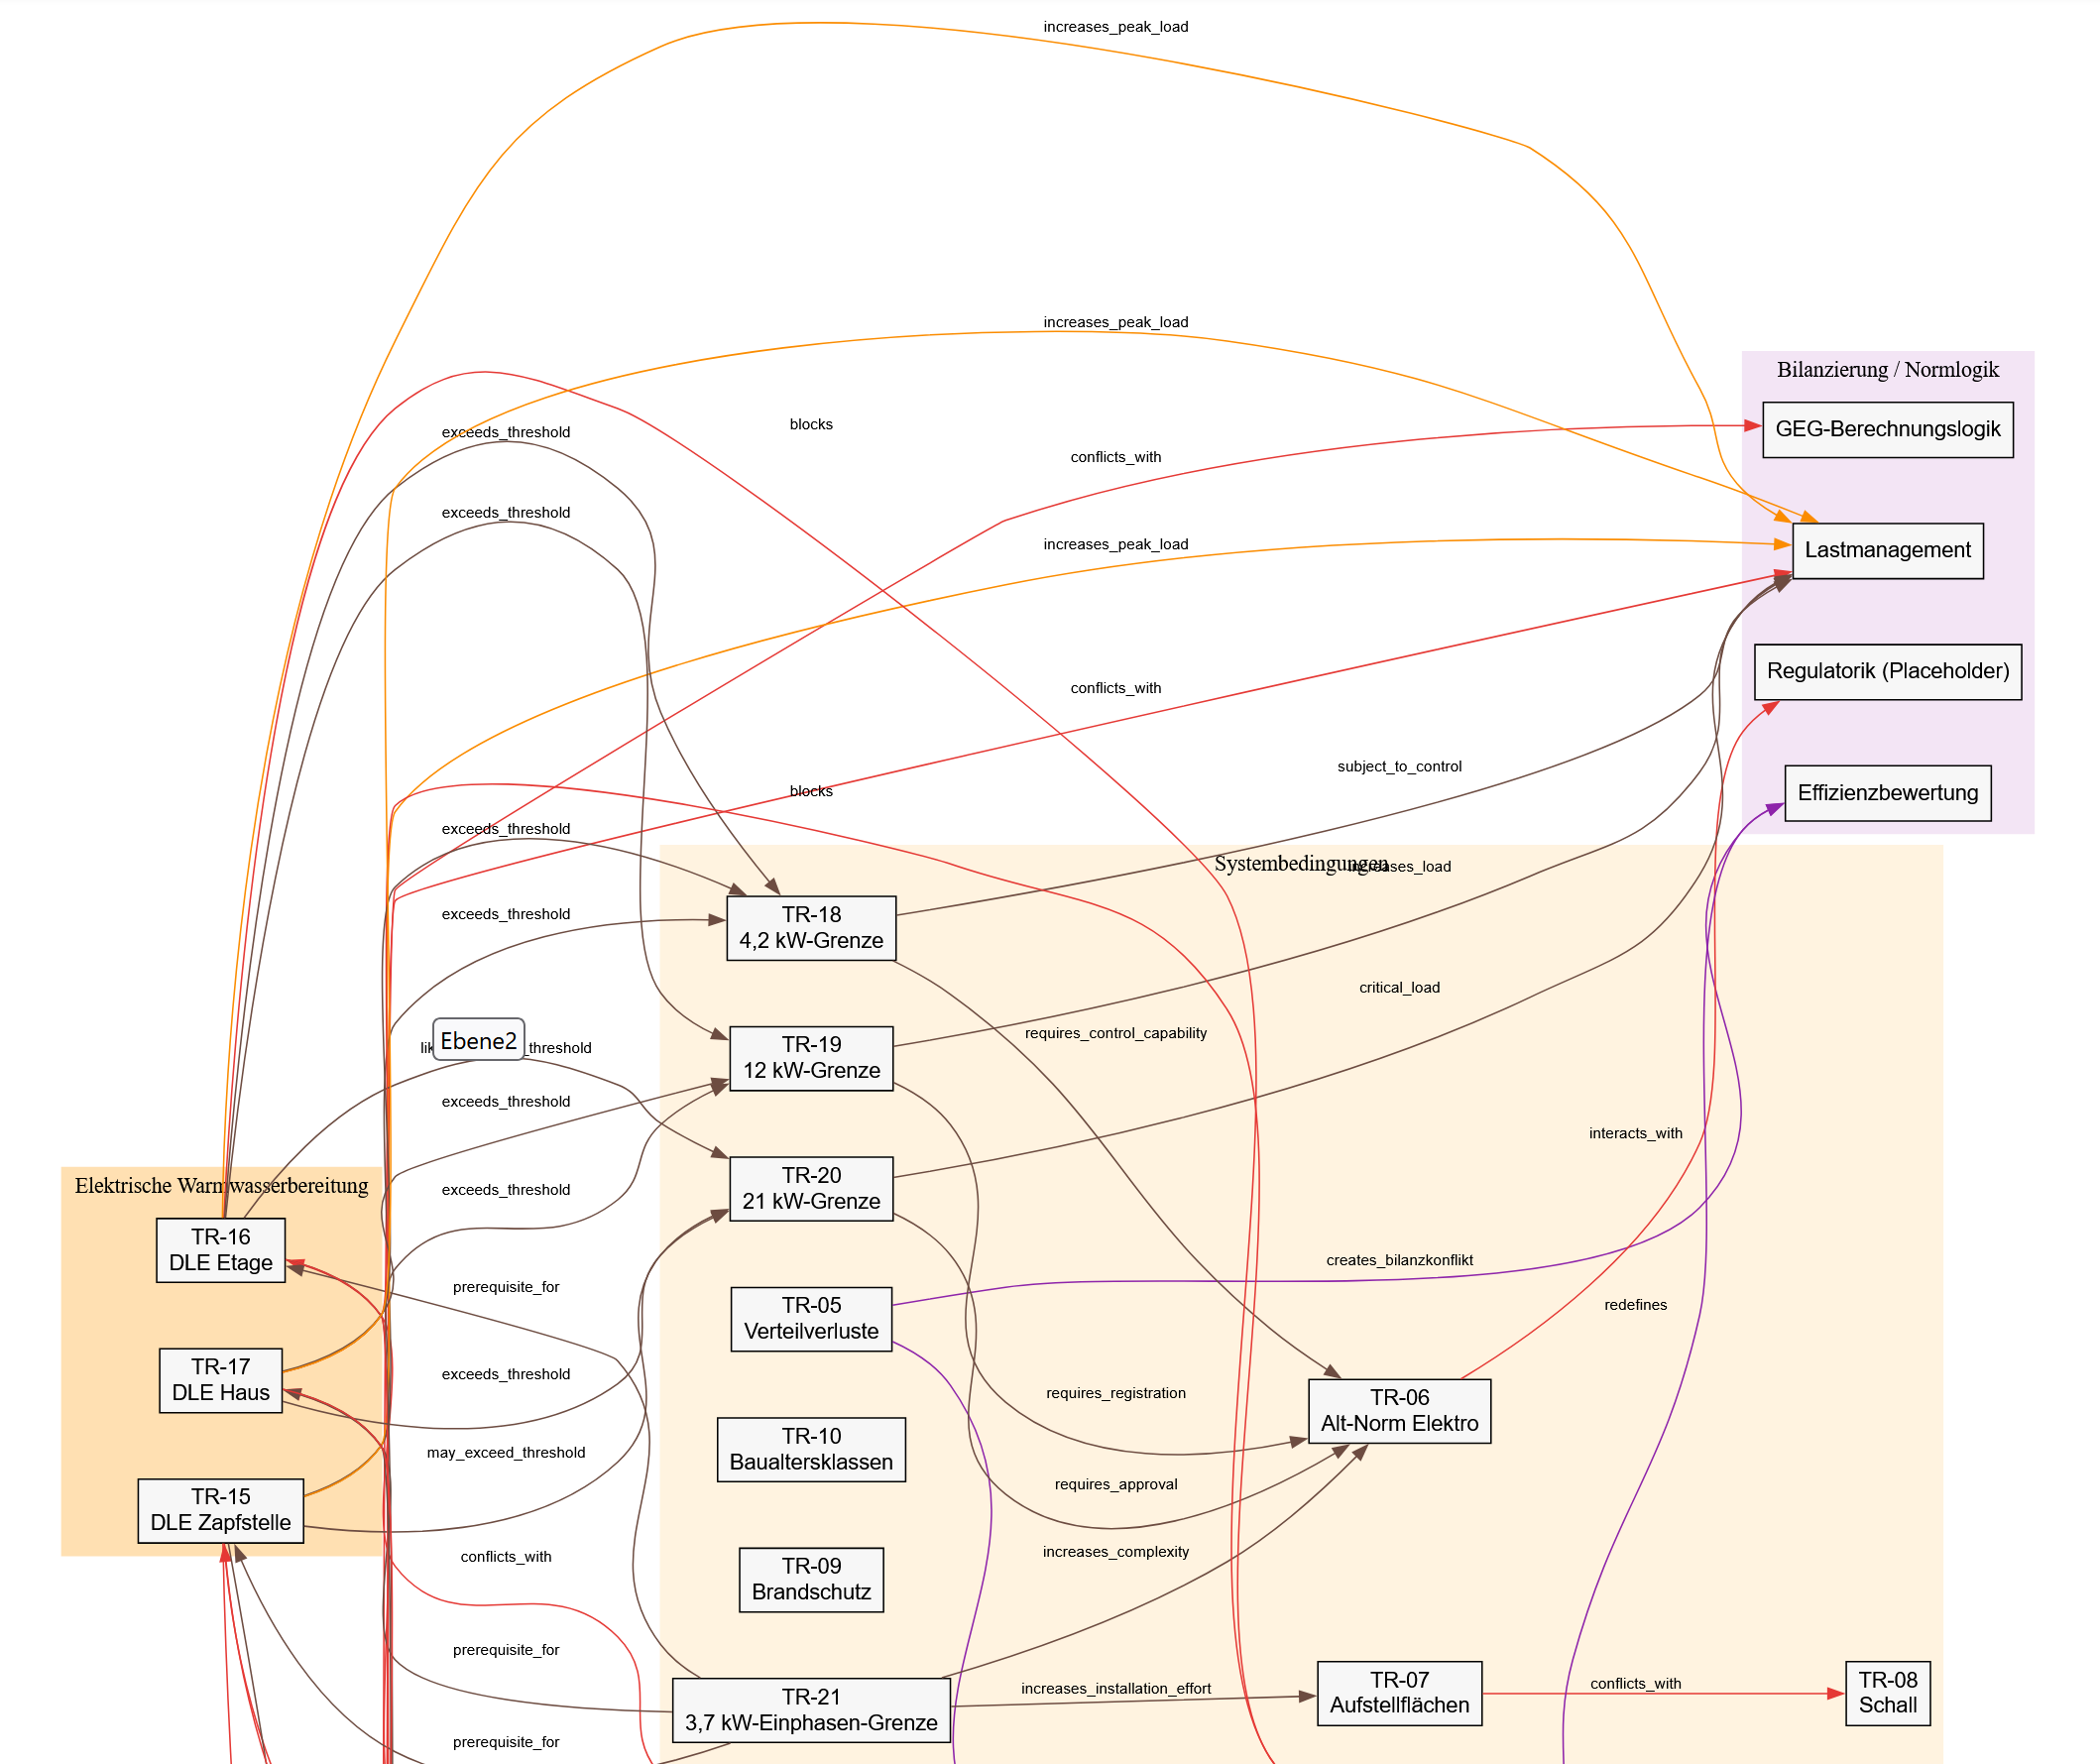 increases_peak_load
increases_peak_load
Bilanzierung / Normlogik
blocks
GEG-Berechnungslogik
exceeds_threshold
conflicts_with
exceeds_threshold
increases_peak_load
Lastmanagement
Regulatorik (Placeholder)
conflicts_with
subject_to_control
blocks
Effizienzbewertung
exceeds_threshold
Systembedingungen
increases_load
exceeds_threshold
TR-18
4,2 kW-Grenze
critical_load
requires_control_capability
Ebene2
_threshold
TR-19
12 kW-Grenze
exceeds_threshold
interacts_with
Elektrische Warmwasserbereitung
exceeds_threshold
TR-20
21 kW-Grenze
TR-16
DLE Etage
creates_bilanzkonflikt
prerequisite_for
TR-05
Verteilverluste
redefines
TR-17
DLE Haus
exceeds_threshold
requires_registration
TR-06
Alt-Norm Elektro
may_exceed_threshold
TR-10
Baualtersklassen
requires_approval
TR-15
DLE Zapfstelle
conflicts_with
increases_complexity
TR-09
Brandschutz
prerequisite_for
TR-21
3,7 kW-Einphasen-Grenze
increases_installation_effort
TR-07
Aufstellflächen
conflicts_with
TR-08
Schall
prerequisite_for